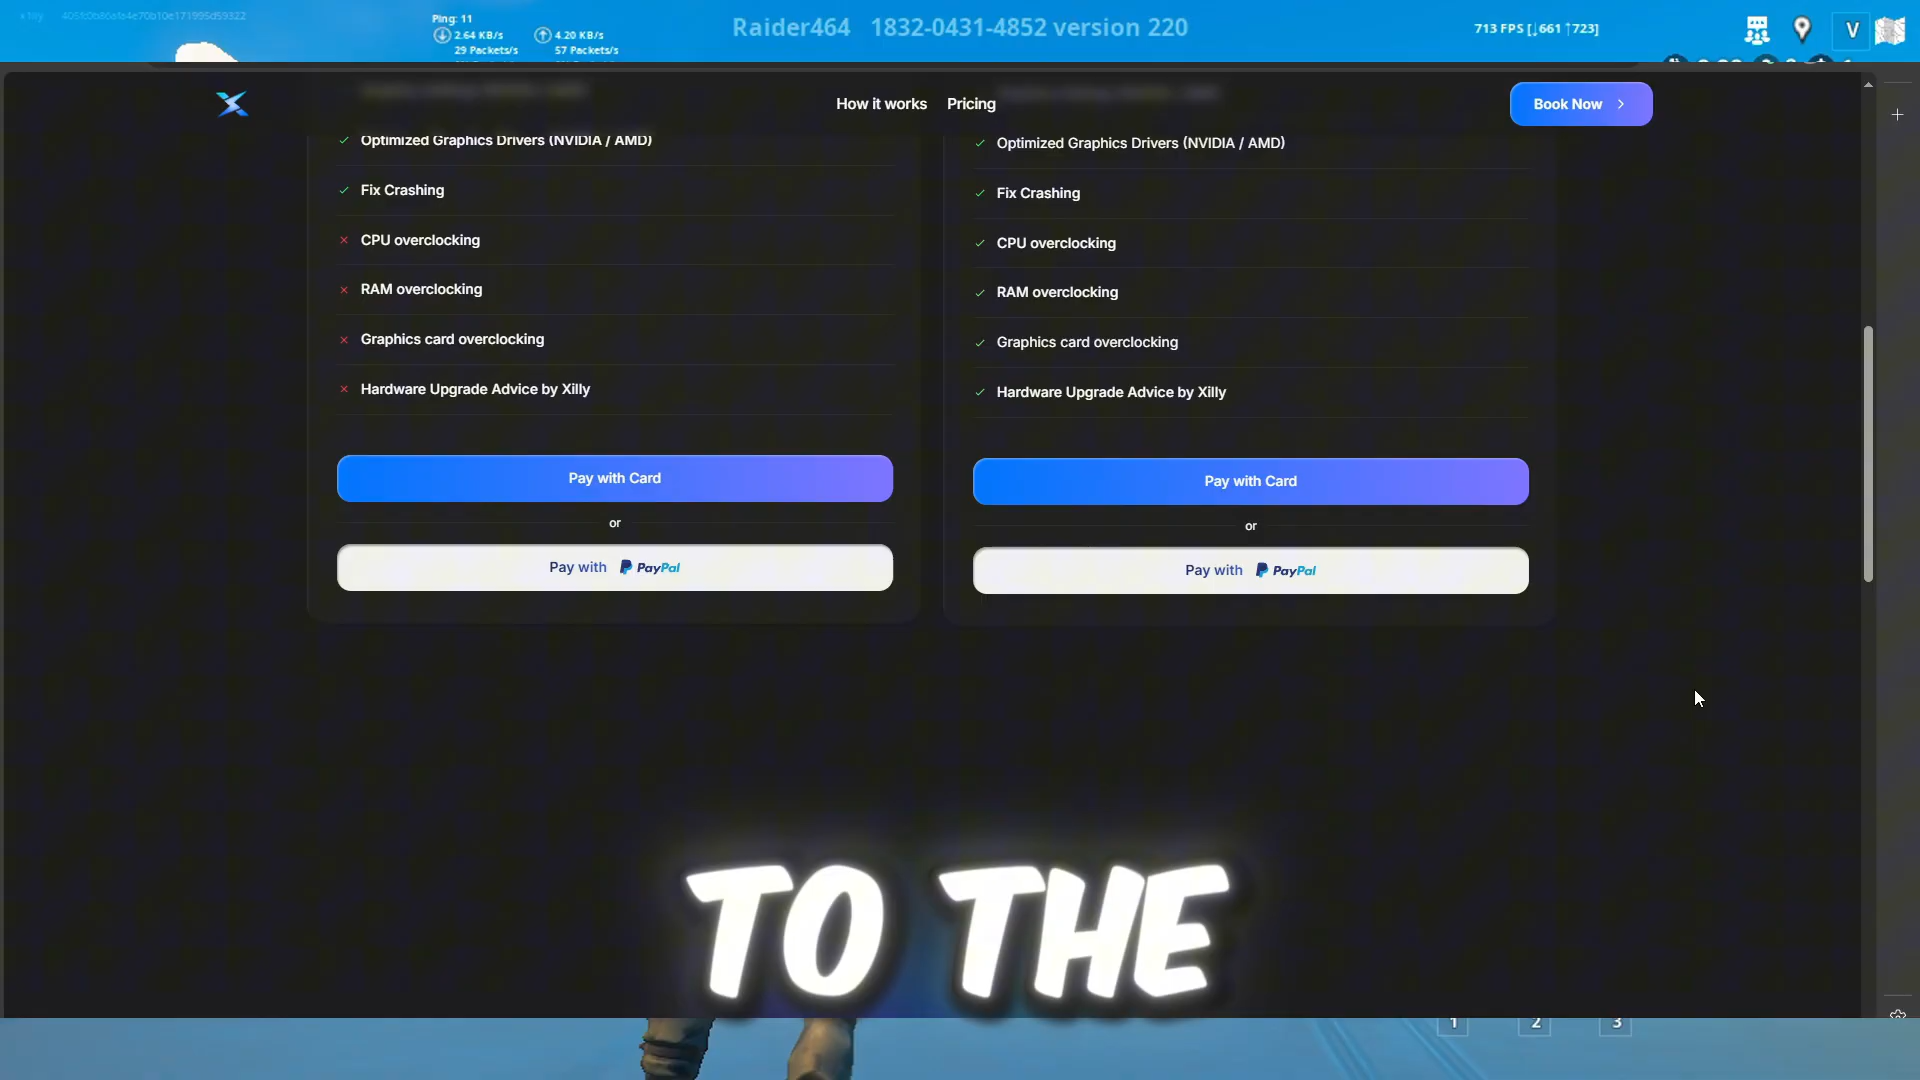 Ping: 11
2.64 KB/s
4.20 KB/s
29 Packets/s
57 Packets/s
Raider464 1832-0431-4852 version 220
713 FPS [↓661 ↑723]
V
How it works
Pricing
Book Now
Optimized Graphics Drivers (NVIDIA / AMD)
Fix Crashing
CPU overclocking
RAM overclocking
Graphics card overclocking
Hardware Upgrade Advice by Xilly
Pay with Card
or
Pay with PayPal
Optimized Graphics Drivers (NVIDIA / AMD)
Fix Crashing
CPU overclocking
RAM overclocking
Graphics card overclocking
Hardware Upgrade Advice by Xilly
Pay with Card
or
Pay with PayPal
TO THE
1
2
3